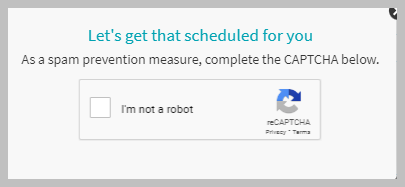 Let's get that scheduled for you
As a spam prevention measure, complete the CAPTCHA below.
I'm not a robot
reCAPTCHA
Privacy - Terms